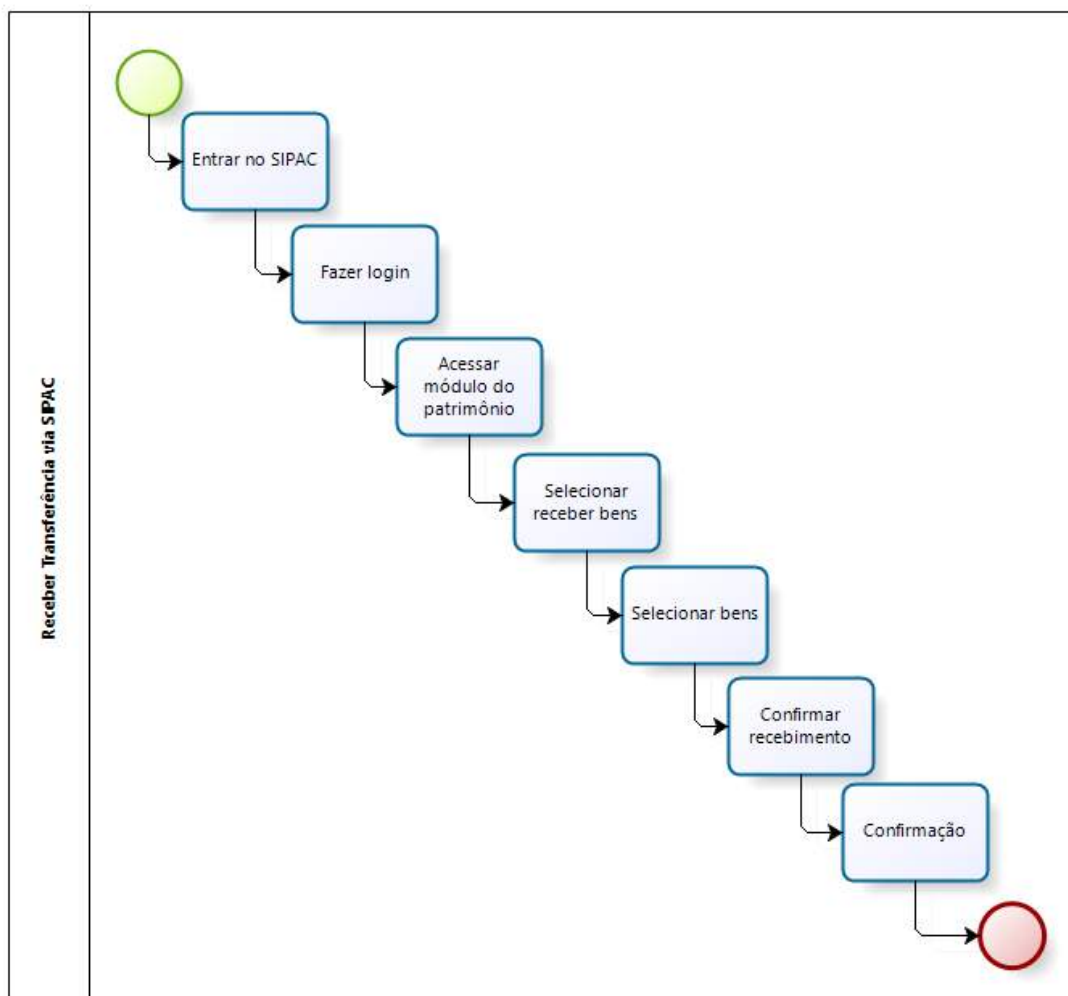 Receber Transferência via SIPAC
Entrar no SIPAC
Fazer login
Acessar
módulo do
patrimônio
Selecionar
receber bens
Selecionar bens
Confirmar
recebimento
Confirmação